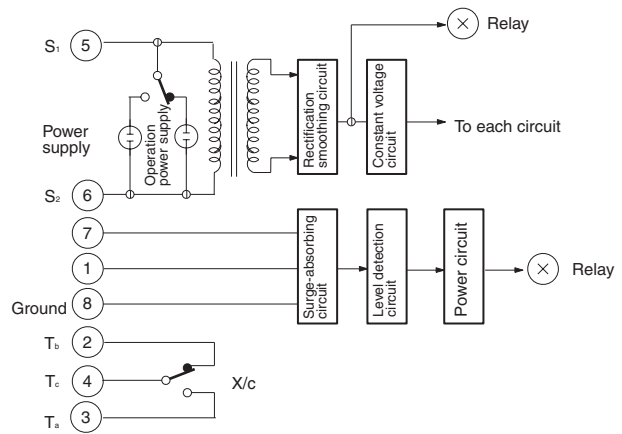 S₁ 5
Relay
Power
supply
Operation
power supply
Rectification
smoothing circuit
Constant voltage
circuit
To each circuit
S₂ 6
7
1
Ground 8
Surge-absorbing
circuit
Level detection
circuit
Power circuit
Relay
Tb 2
Tc 4
X/c
Ta 3